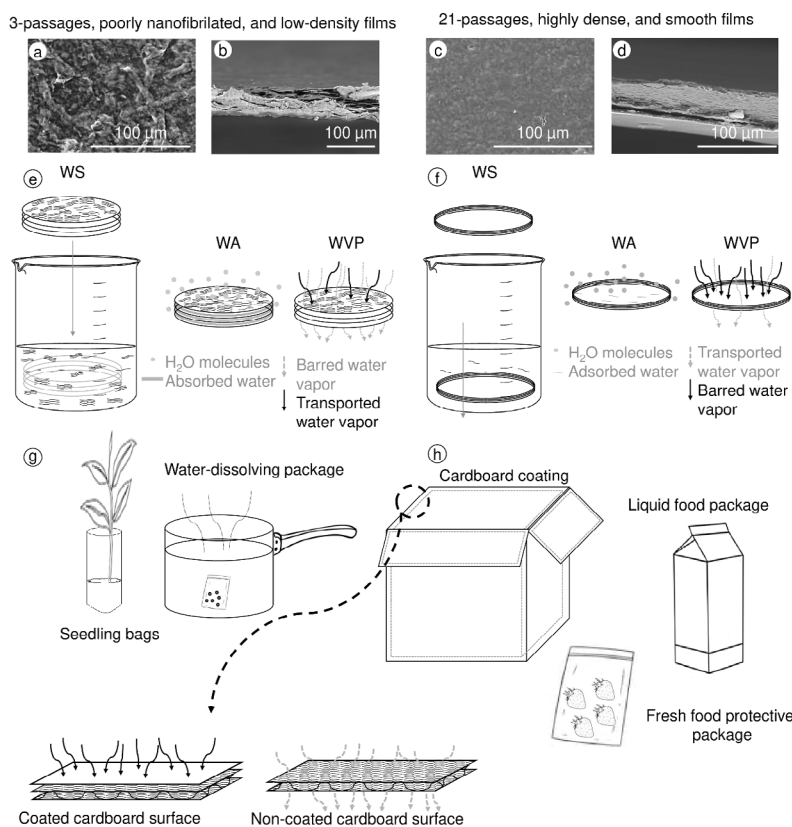 3-passages, poorly nanofibrilated, and low-density films
21-passages, highly dense, and smooth films
a
100 µm
b
100 µm
c
100 µm
d
100 µm
e
WS
WA
WVP
H₂O molecules
Absorbed water
Barred water
vapor
Transported
water vapor
f
WS
WA
WVP
H₂O molecules
Adsorbed water
Transported
water vapor
Barred water
vapor
g
Water-dissolving package
Seedling bags
h
Cardboard coating
Liquid food package
Fresh food protective
package
Coated cardboard surface
Non-coated cardboard surface